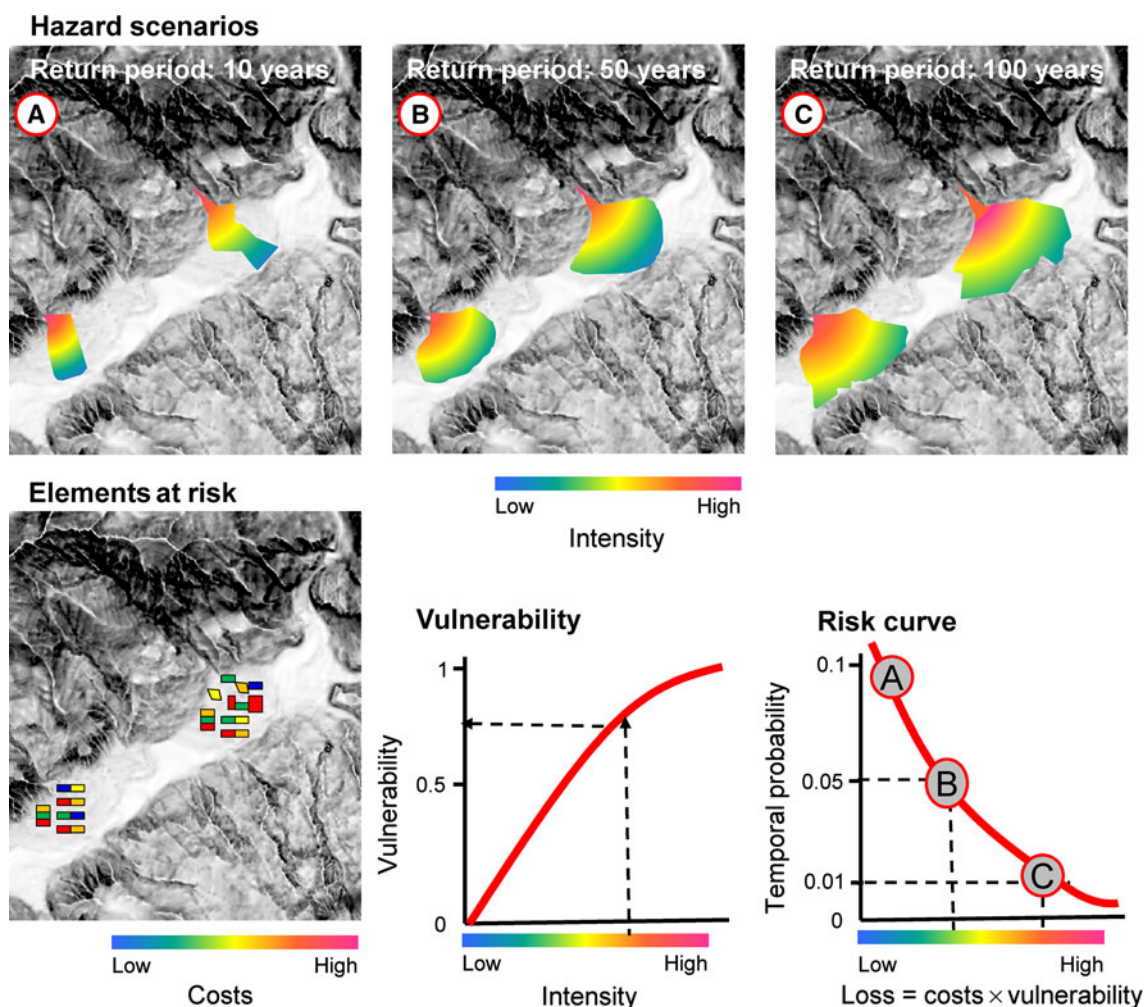 Hazard scenarios
Return period: 10 years
A
Return period: 50 years
B
Return period: 100 years
C
Low High
Intensity
Elements at risk
Low High
Costs
Vulnerability
1
0.5
0
Vulnerability
Low High
Intensity
Risk curve
0.1
0.05
0.01
0
Temporal probability
A
B
C
Low High
Loss = costs × vulnerability